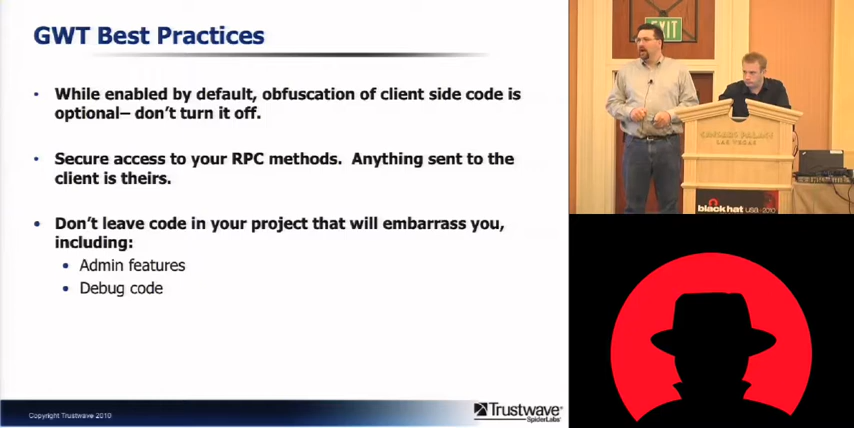 GWT Best Practices
• While enabled by default, obfuscation of client side code is
optional– don't turn it off.
• Secure access to your RPC methods.  Anything sent to the
client is theirs.
• Don't leave code in your project that will embarrass you,
including:
• Admin features
• Debug code
Copyright Trustwave 2010
Trustwave®
SpiderLabs℠
EXIT
CAESARS PALACE
LAS VEGAS
black hat USA + 2010